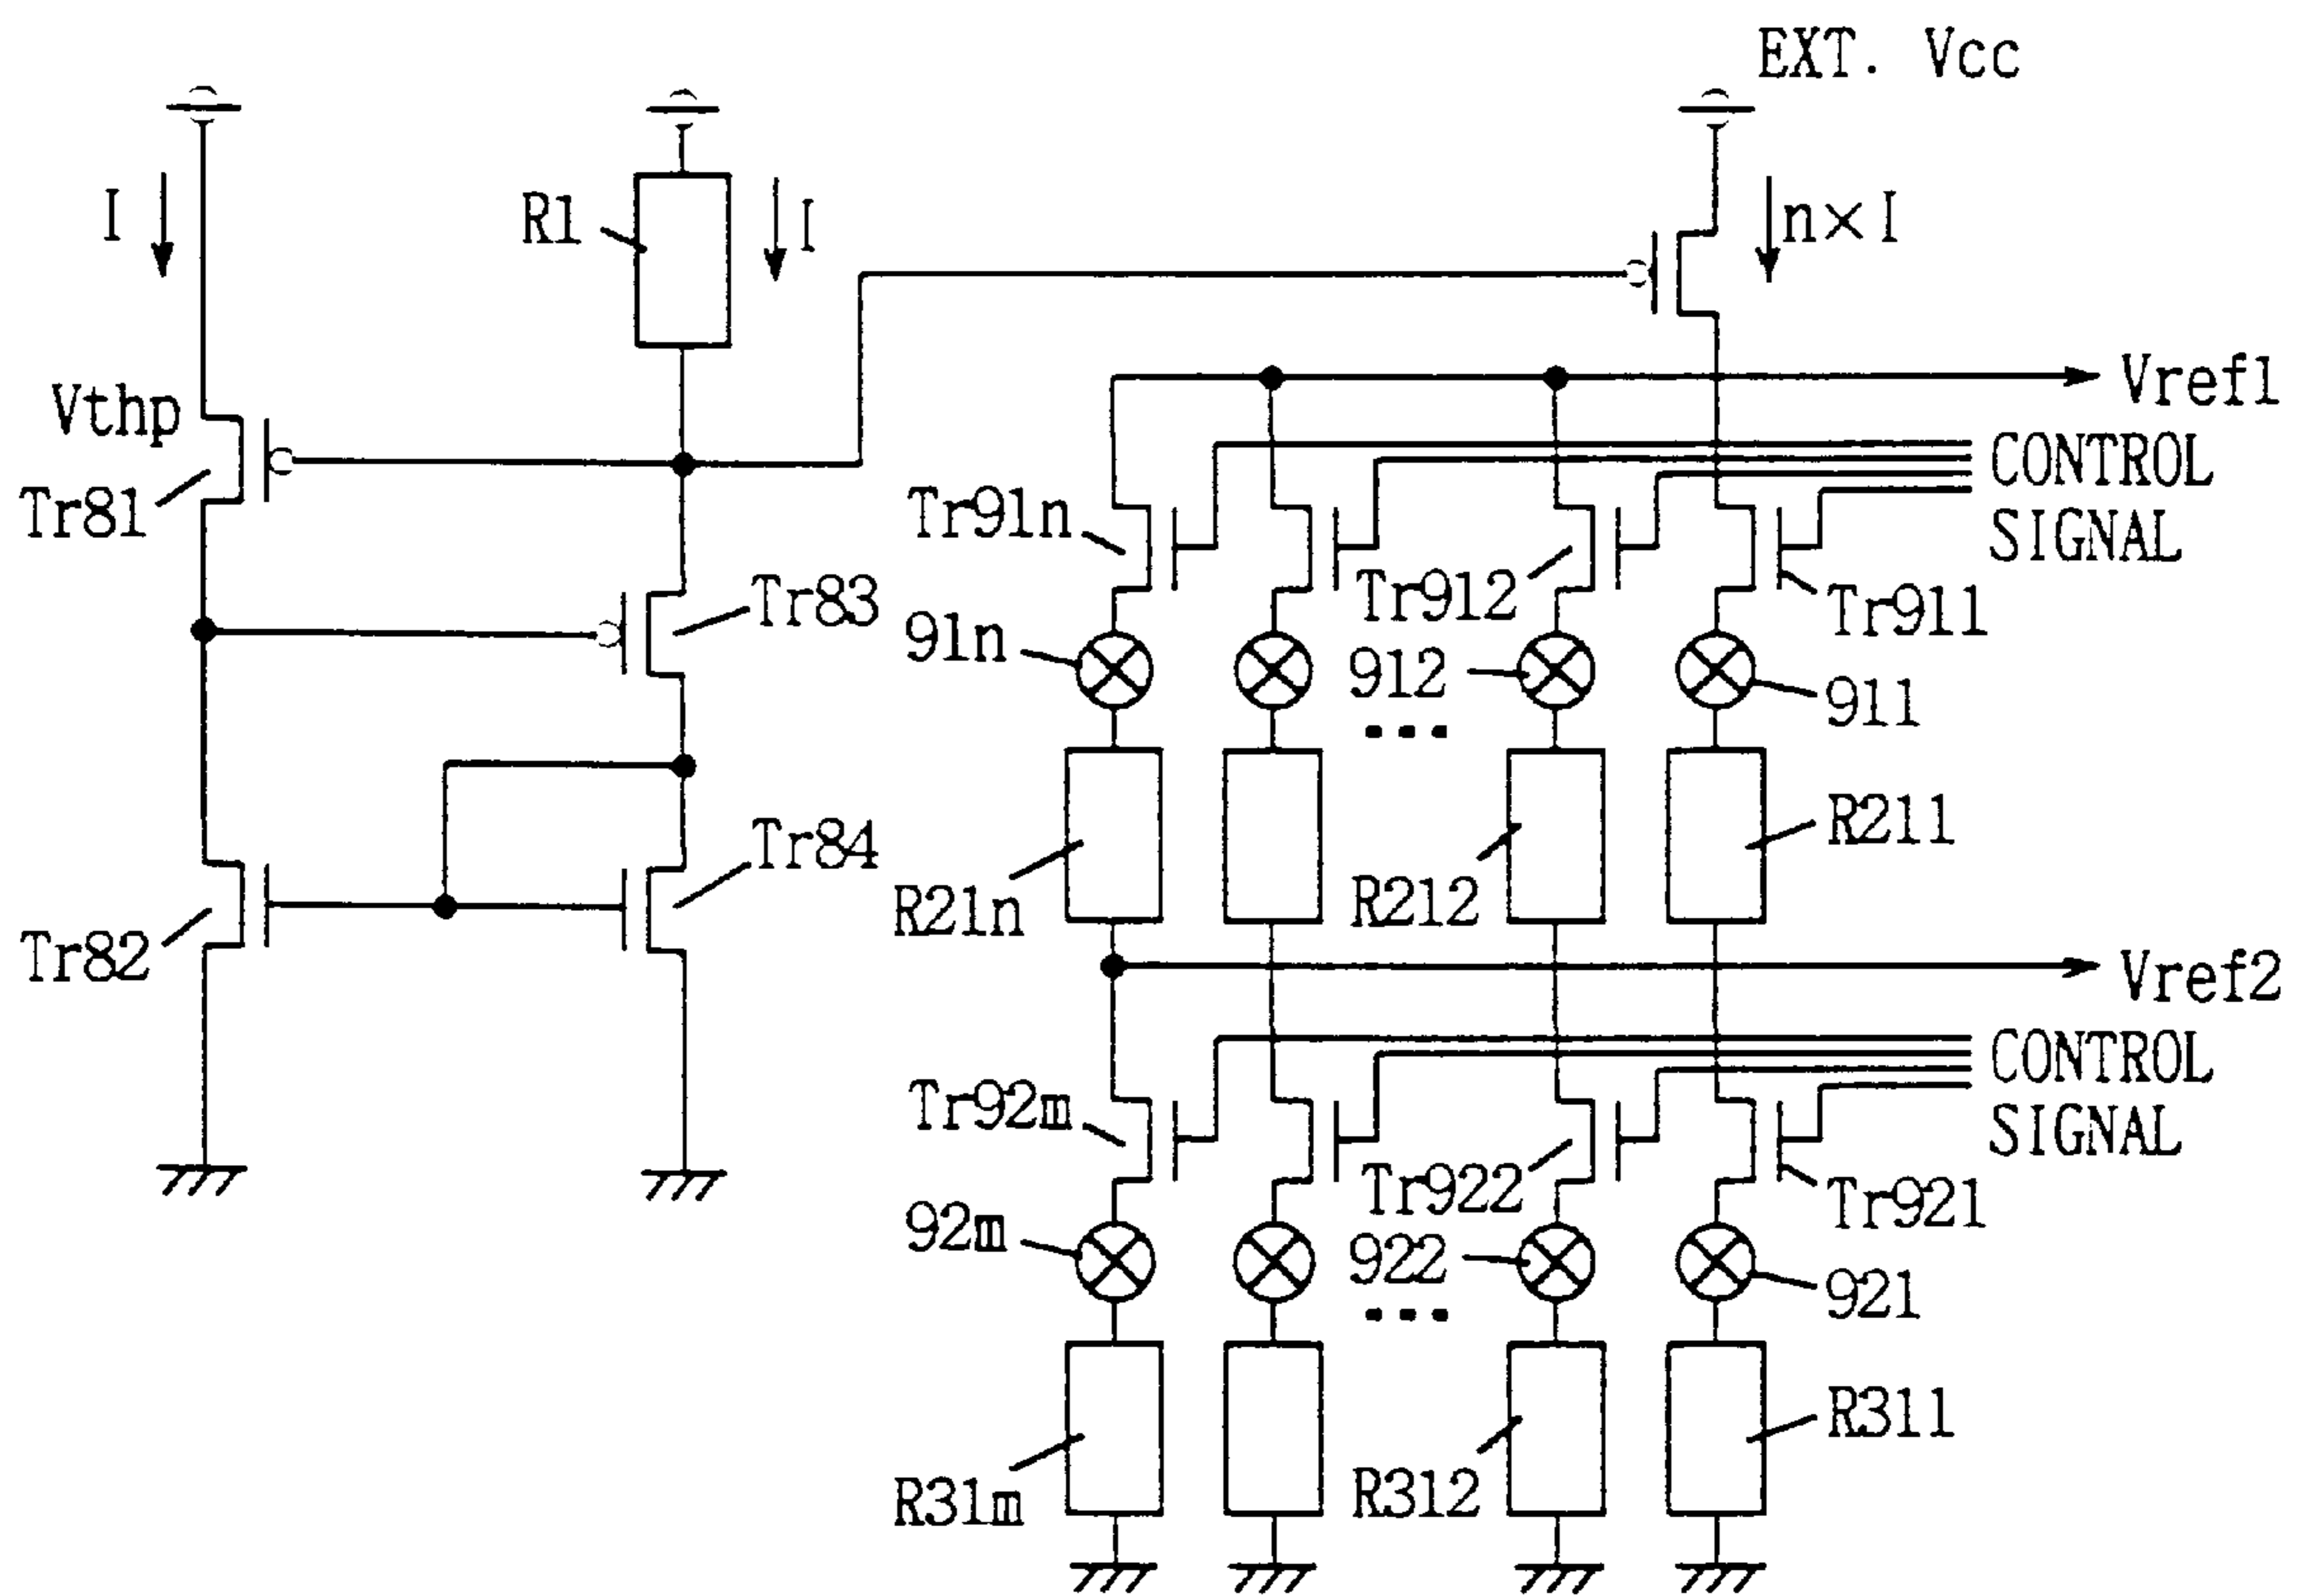 EXT. Vcc
I
R1
I
n×I
Vthp
Vref1
CONTROL
SIGNAL
Tr81
Tr91n
Tr912
Tr911
Tr83
91n
912
911
...
R211
Tr84
R21n
R212
Tr82
Vref2
CONTROL
SIGNAL
Tr92m
Tr922
Tr921
92m
922
921
...
R311
R31m
R312